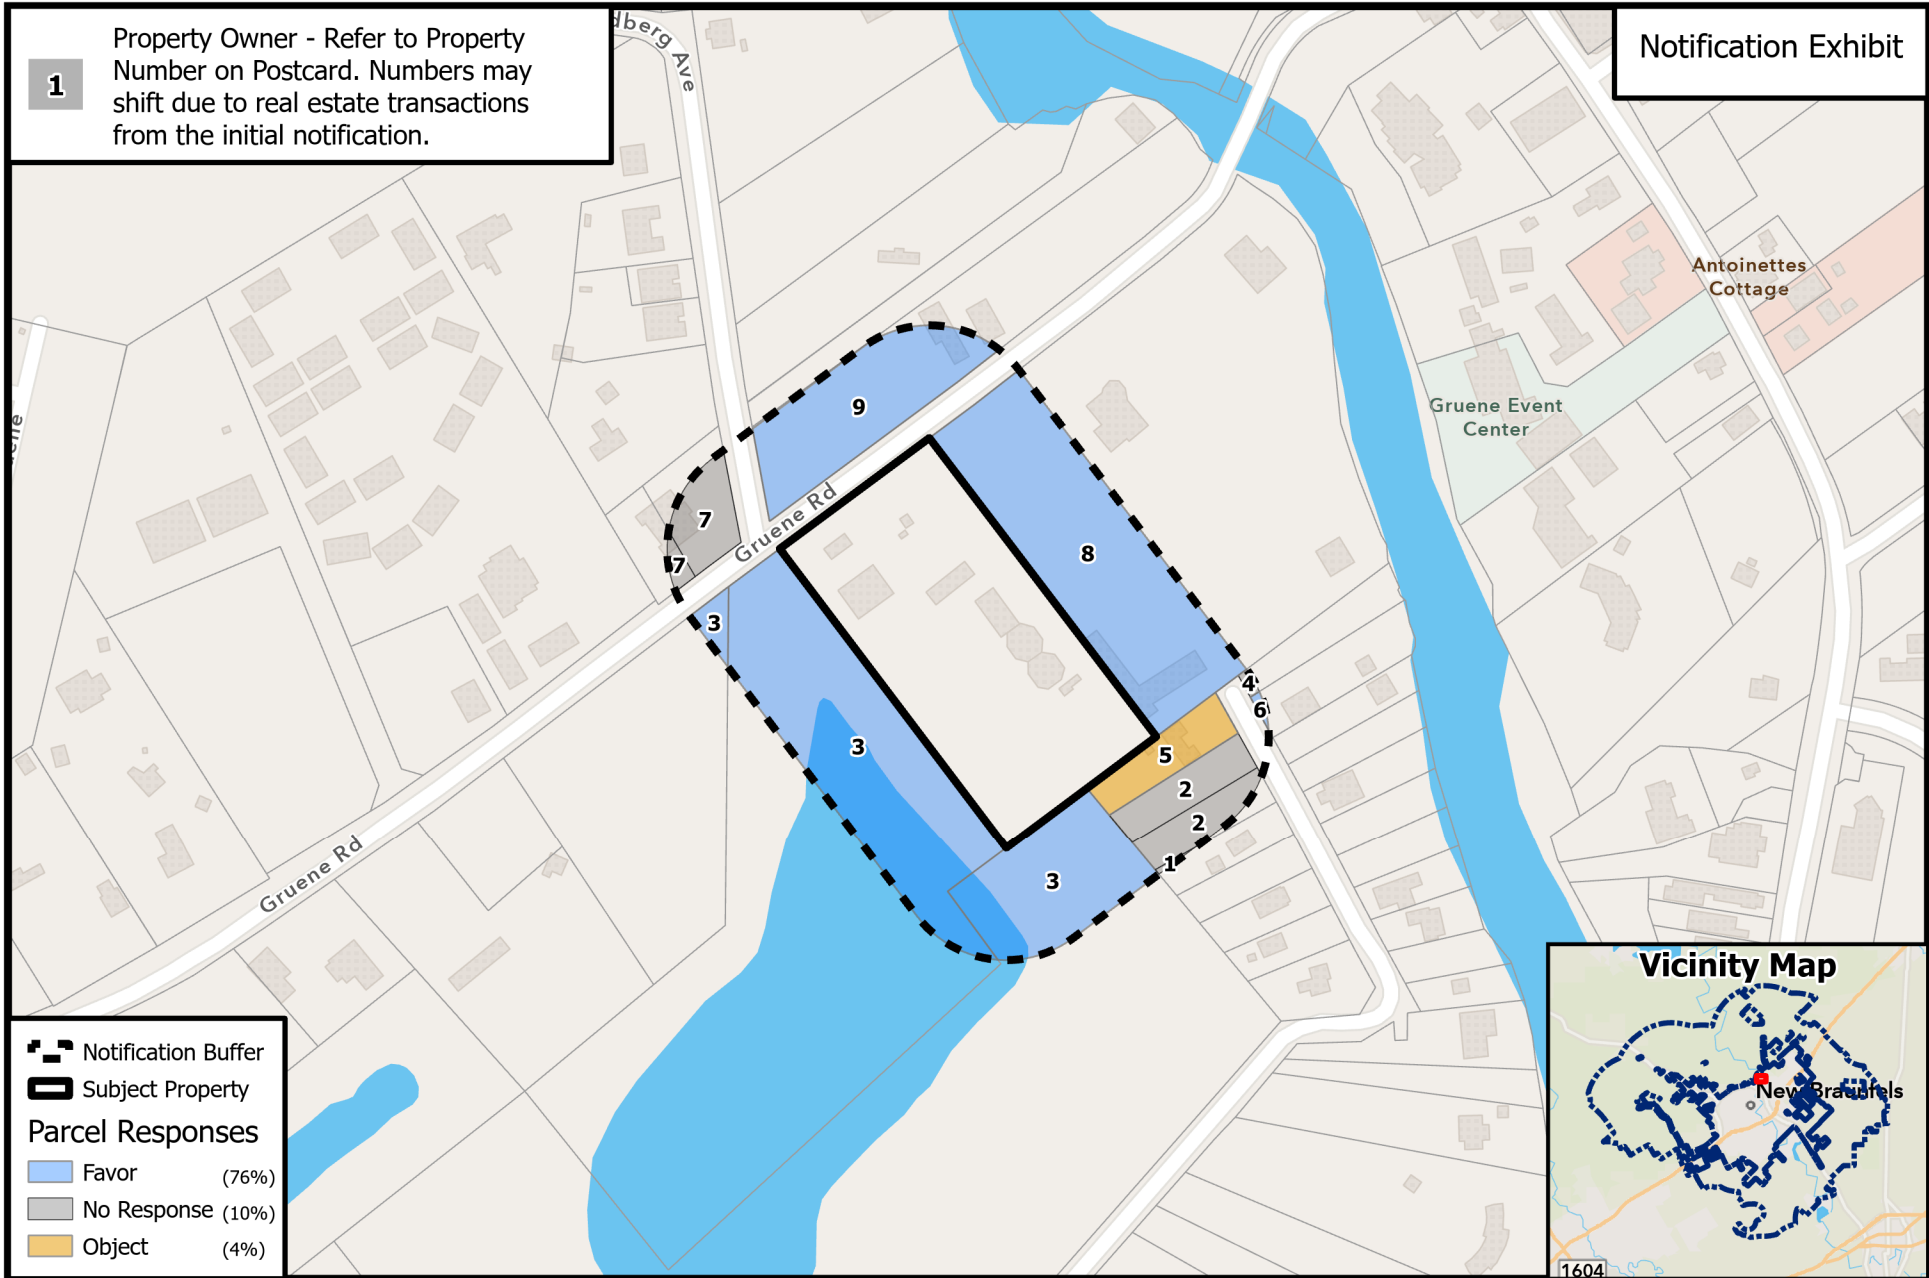 1
Property Owner - Refer to Property
Number on Postcard. Numbers may
shift due to real estate transactions
from the initial notification.
dberg Ave
Notification Exhibit
Antoinettes
Cottage
Gruene Event
Center
9
7
7
Gruene Rd
8
3
4
6
3
5
2
2
1
3
Gruene Rd
Notification Buffer
Subject Property
Parcel Responses
Favor (76%)
No Response (10%)
Object (4%)
Vicinity Map
New Braunfels
1604